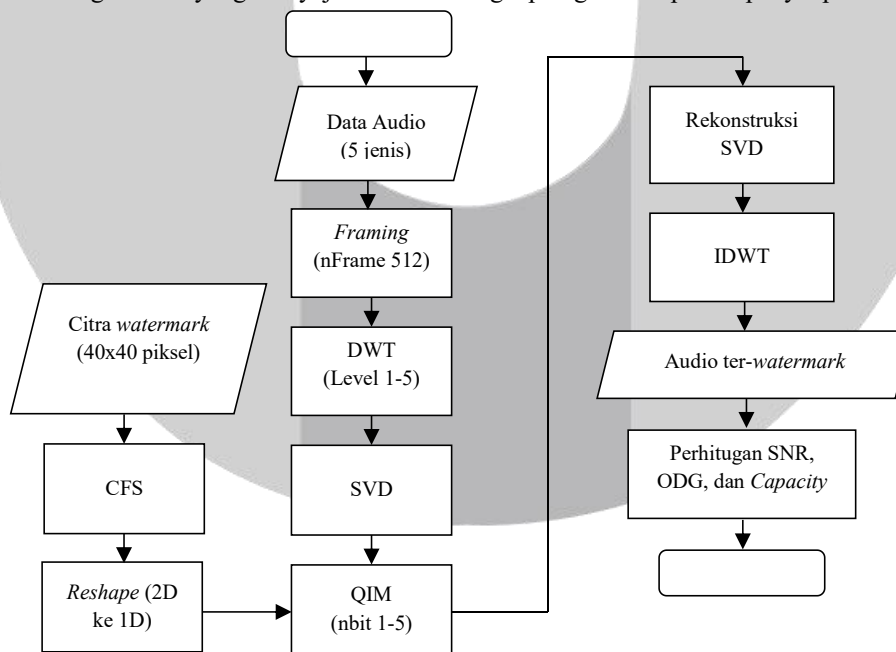 Data Audio
(5 jenis)
Framing
(nFrame 512)
DWT
(Level 1-5)
SVD
QIM
(nbit 1-5)
Citra watermark
(40x40 piksel)
CFS
Reshape (2D
ke 1D)
Rekonstruksi
SVD
IDWT
Audio ter-watermark
Perhitugan SNR,
ODG, dan Capacity